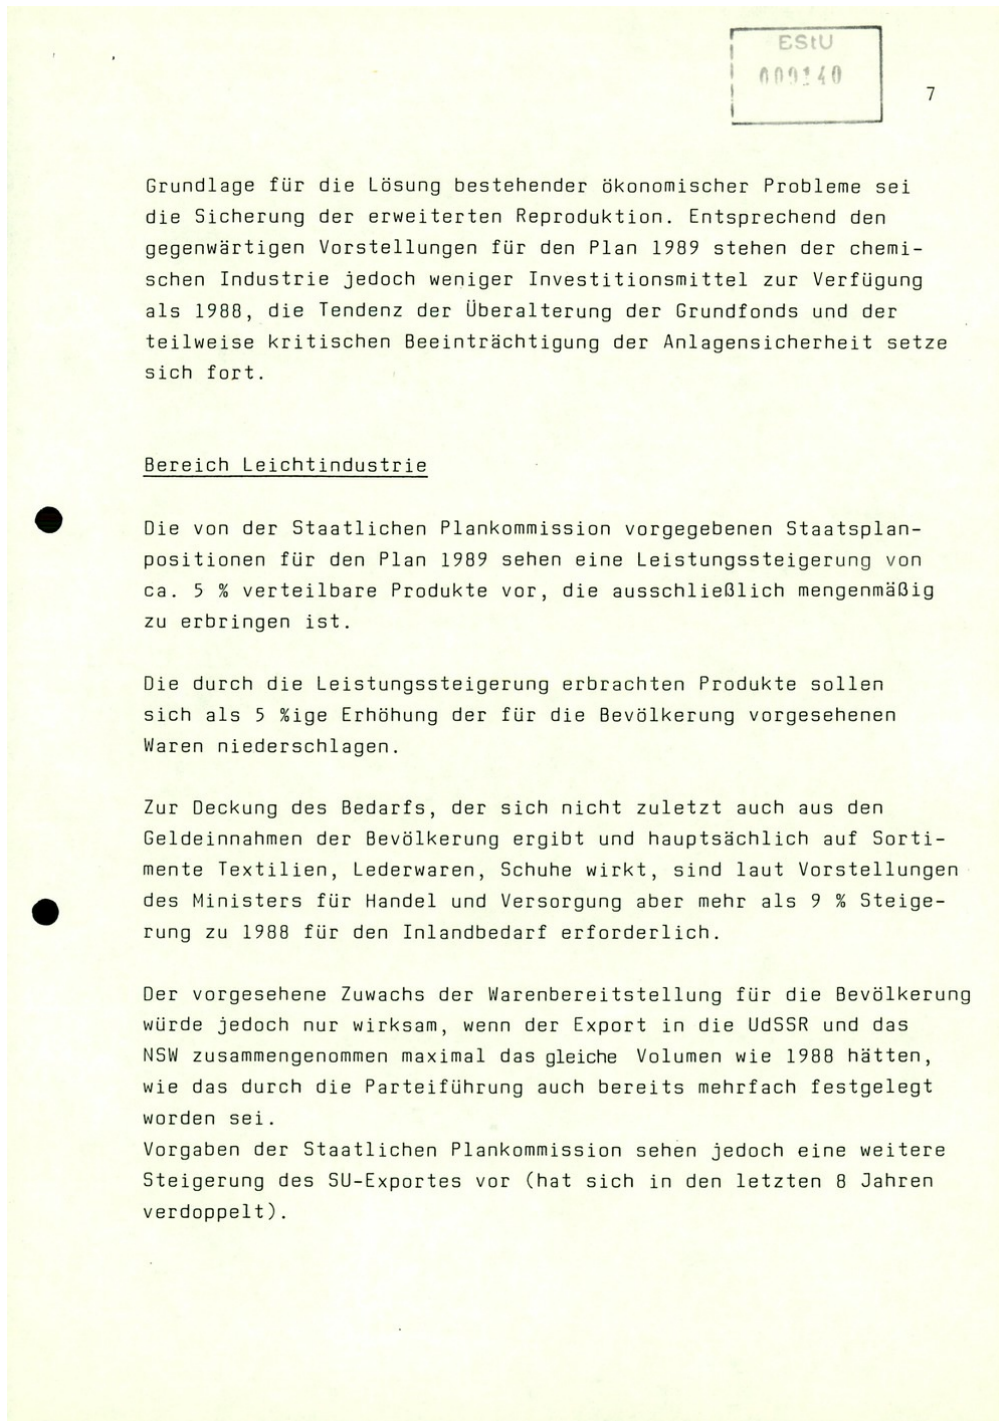 BStU
000140
7
Grundlage für die Lösung bestehender ökonomischer Probleme sei
die Sicherung der erweiterten Reproduktion. Entsprechend den
gegenwärtigen Vorstellungen für den Plan 1989 stehen der chemi-
schen Industrie jedoch weniger Investitionsmittel zur Verfügung
als 1988, die Tendenz der Überalterung der Grundfonds und der
teilweise kritischen Beeinträchtigung der Anlagensicherheit setze
sich fort.
Bereich Leichtindustrie
Die von der Staatlichen Plankommission vorgegebenen Staatsplan-
positionen für den Plan 1989 sehen eine Leistungssteigerung von
ca. 5 % verteilbare Produkte vor, die ausschließlich mengenmäßig
zu erbringen ist.
Die durch die Leistungssteigerung erbrachten Produkte sollen
sich als 5 %ige Erhöhung der für die Bevölkerung vorgesehenen
Waren niederschlagen.
Zur Deckung des Bedarfs, der sich nicht zuletzt auch aus den
Geldeinnahmen der Bevölkerung ergibt und hauptsächlich auf Sorti-
mente Textilien, Lederwaren, Schuhe wirkt, sind laut Vorstellungen
des Ministers für Handel und Versorgung aber mehr als 9 % Steige-
rung zu 1988 für den Inlandbedarf erforderlich.
Der vorgesehene Zuwachs der Warenbereitstellung für die Bevölkerung
würde jedoch nur wirksam, wenn der Export in die UdSSR und das
NSW zusammengenommen maximal das gleiche Volumen wie 1988 hätten,
wie das durch die Parteiführung auch bereits mehrfach festgelegt
worden sei.
Vorgaben der Staatlichen Plankommission sehen jedoch eine weitere
Steigerung des SU-Exportes vor (hat sich in den letzten 8 Jahren
verdoppelt).